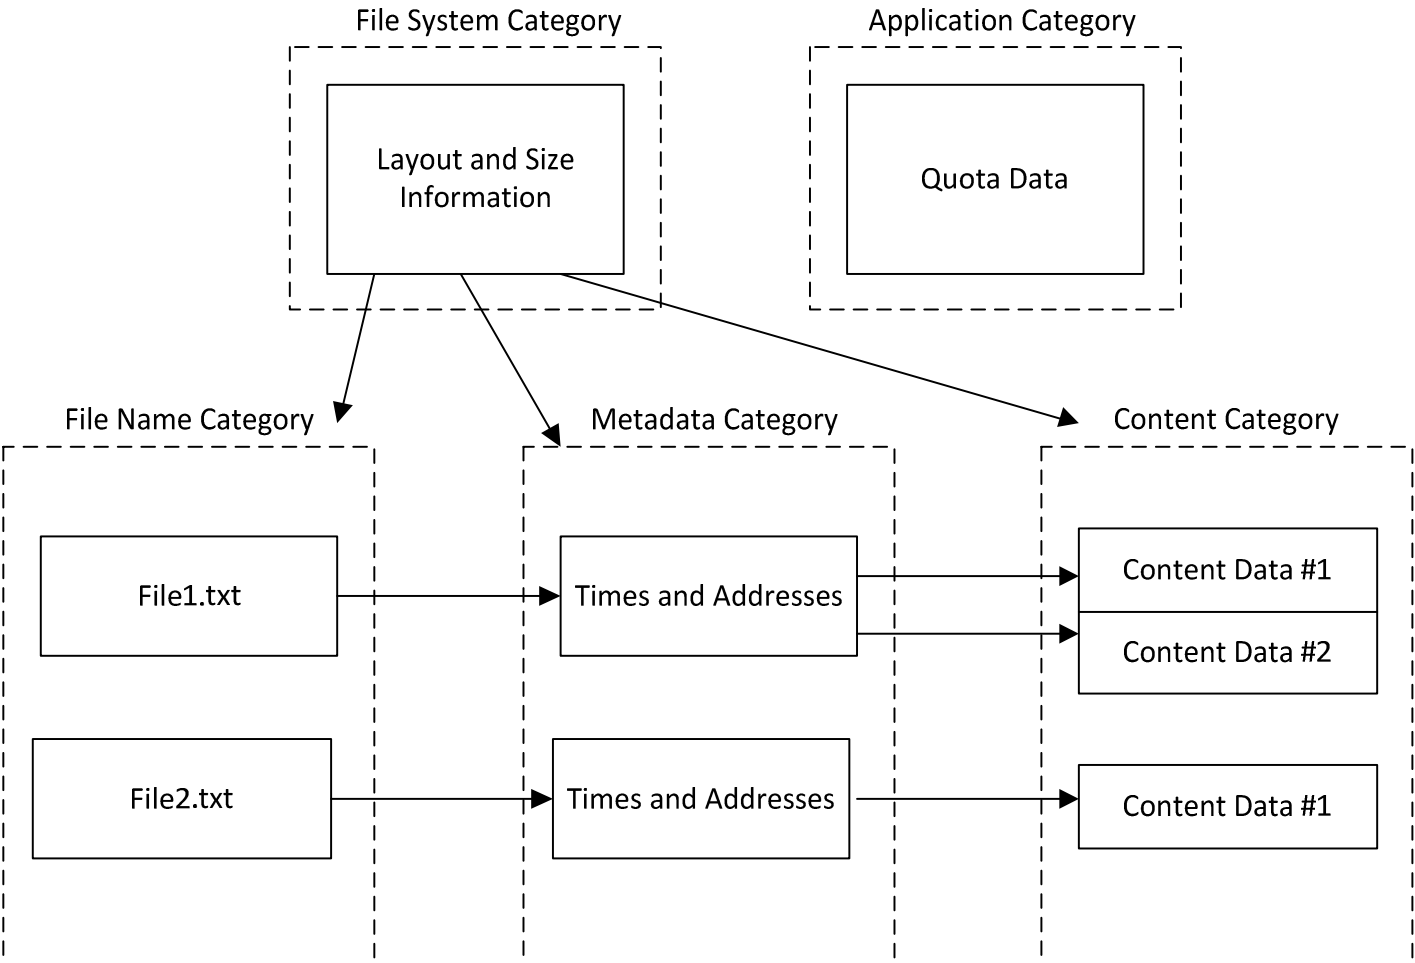 File System Category
Application Category
Layout and Size
Information
Quota Data
File Name Category
Metadata Category
Content Category
File1.txt
Times and Addresses
Content Data #1
Content Data #2
File2.txt
Times and Addresses
Content Data #1